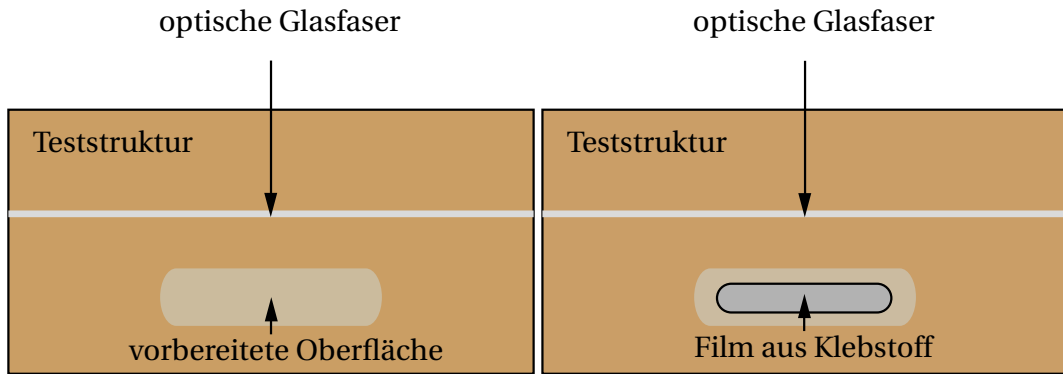 optische Glasfaser
optische Glasfaser
Teststruktur
Teststruktur
vorbereitete Oberfläche
Film aus Klebstoff